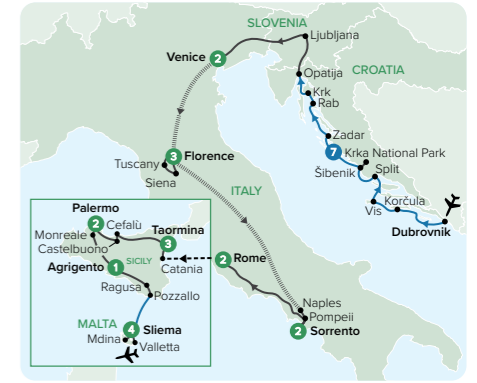 SLOVENIA
Ljubljana
Venice
2
Opatija
CROATIA
Krk
Rab
Zadar
7
Krka National Park
Šibenik
Split
Korčula
Vis
Dubrovnik
3
Florence
Tuscany
Siena
ITALY
Palermo
2
Cefalù
Taormina
3
Monreale
Castelbuono
Agrigento
1
SICILY
Catania
2
Rome
Ragusa
Pozzallo
Naples
Pompeii
2
Sorrento
MALTA
4
Sliema
Mdina
Valletta